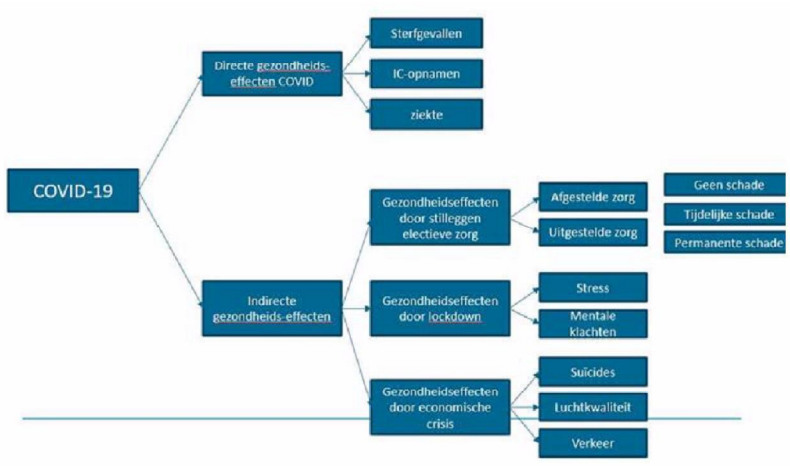 COVID-19
Directe gezondheids-
effecten COVID
Sterfgevallen
IC-opnamen
ziekte
Indirecte
gezondheids-effecten
Gezondheidseffecten
door stilleggen
electieve zorg
Afgestelde zorg
Uitgestelde zorg
Geen schade
Tijdelijke schade
Permanente schade
Gezondheidseffecten
door lockdown
Stress
Mentale
klachten
Gezondheidseffecten
door economische
crisis
Suïcides
Luchtkwaliteit
Verkeer